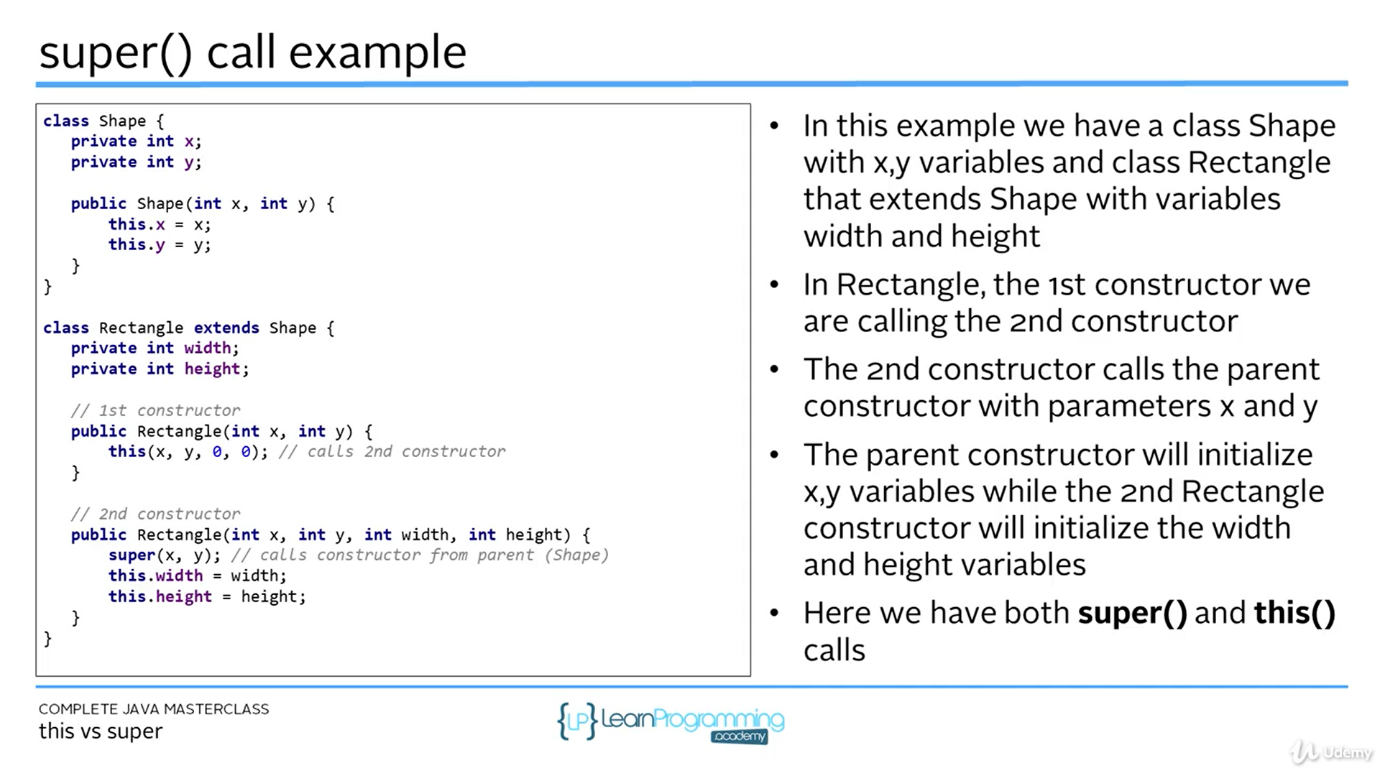 super() call example
class Shape {
private int x;
private int y;
public Shape(int x, int y) {
this.x = x;
this.y = y;
}
}
class Rectangle extends Shape {
private int width;
private int height;
// 1st constructor
public Rectangle(int x, int y) {
this(x, y, 0, 0); // calls 2nd constructor
}
// 2nd constructor
public Rectangle(int x, int y, int width, int height) {
super(x, y); // calls constructor from parent (Shape)
this.width = width;
this.height = height;
}
}
• In this example we have a class Shape
with x,y variables and class Rectangle
that extends Shape with variables
width and height
• In Rectangle, the 1st constructor we
are calling the 2nd constructor
• The 2nd constructor calls the parent
constructor with parameters x and y
• The parent constructor will initialize
x,y variables while the 2nd Rectangle
constructor will initialize the width
and height variables
• Here we have both super() and this()
calls
COMPLETE JAVA MASTERCLASS
this vs super
{LP} LearnProgramming
.academy
Udemy